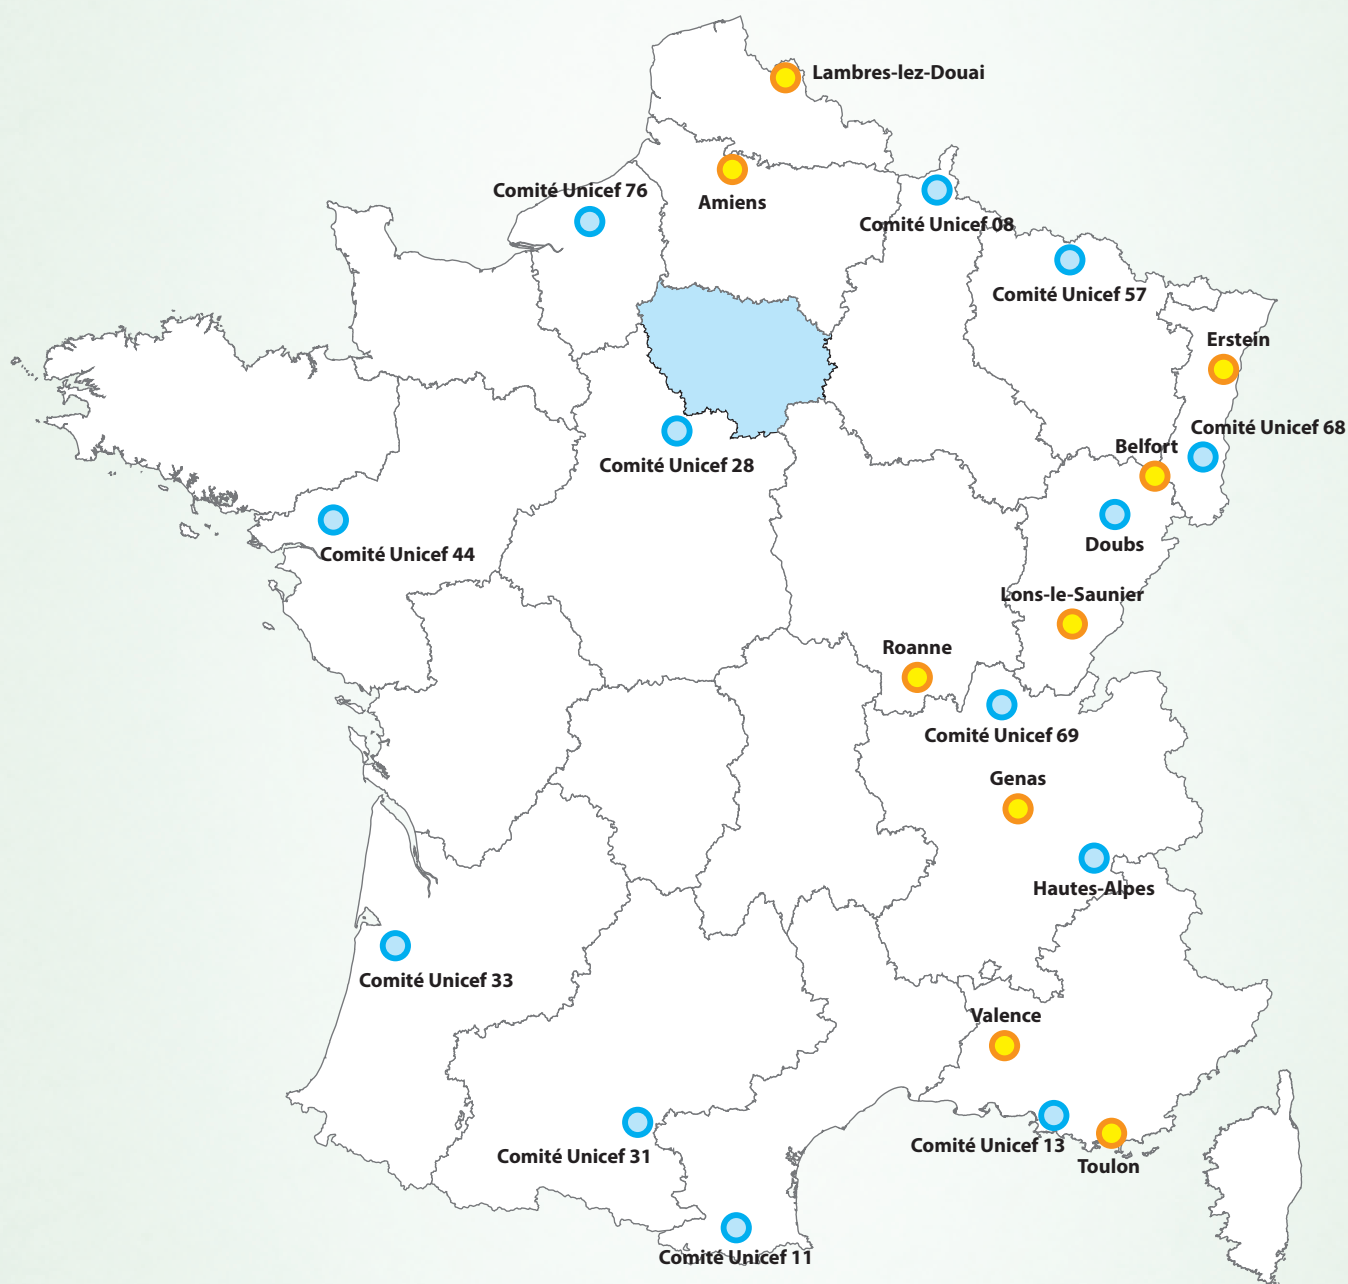 Lambres-lez-Douai
Comité Unicef 76
Amiens
Comité Unicef 08
Comité Unicef 57
Erstein
Comité Unicef 68
Belfort
Comité Unicef 28
Doubs
Comité Unicef 44
Lons-le-Saunier
Roanne
Comité Unicef 69
Genas
Hautes-Alpes
Comité Unicef 33
Valence
Comité Unicef 13
Comité Unicef 31
Toulon
Comité Unicef 11